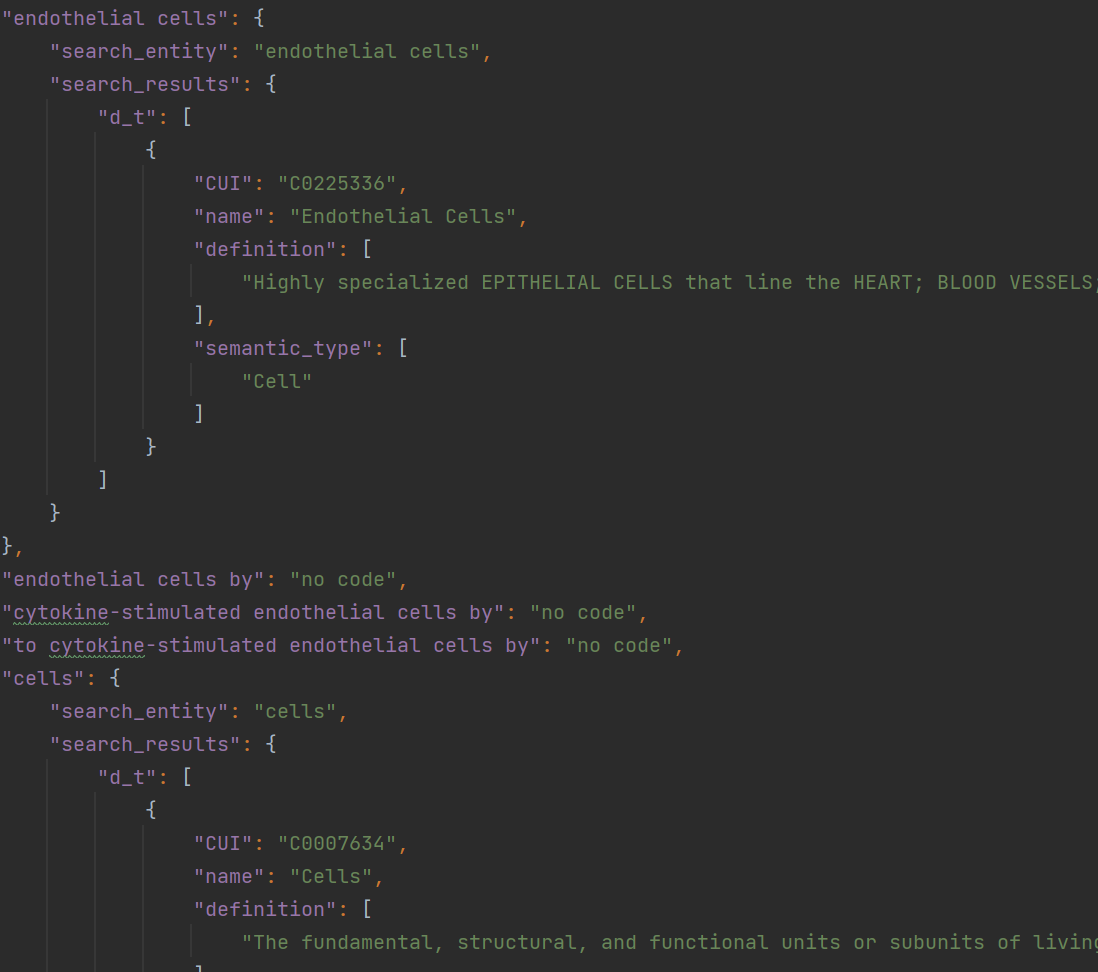 "endothelial cells": {
"search_entity": "endothelial cells",
"search_results": {
"d_t": [
{
"CUI": "C0225336",
"name": "Endothelial Cells",
"definition": [
"Highly specialized EPITHELIAL CELLS that line the HEART; BLOOD VESSELS;
],
"semantic_type": [
"Cell"
]
}
]
}
},
"endothelial cells by": "no code",
"cytokine-stimulated endothelial cells by": "no code",
"to cytokine-stimulated endothelial cells by": "no code",
"cells": {
"search_entity": "cells",
"search_results": {
"d_t": [
{
"CUI": "C0007634",
"name": "Cells",
"definition": [
"The fundamental, structural, and functional units or subunits of living
]